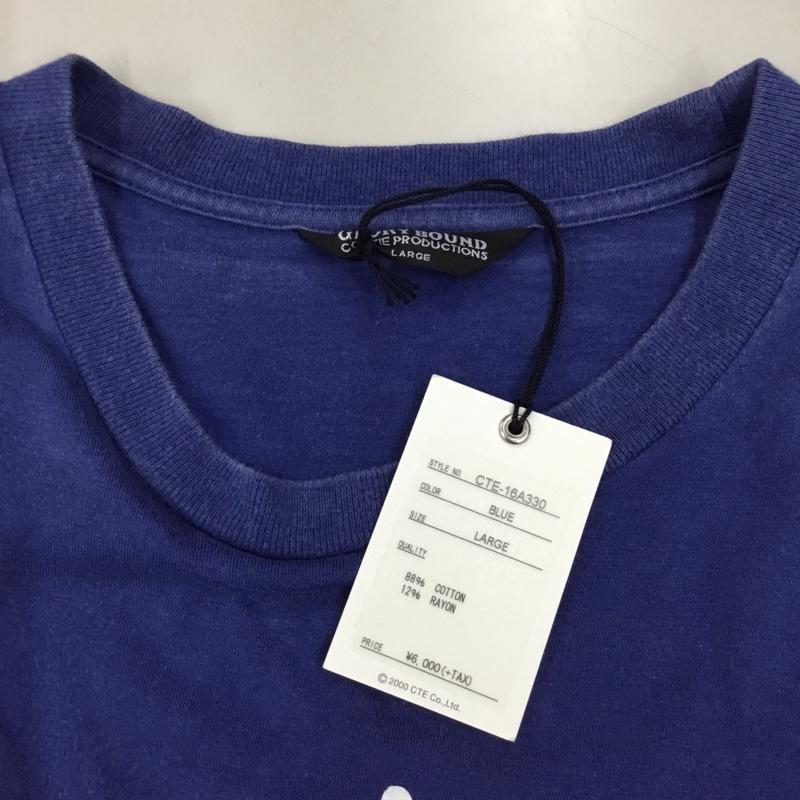 BOUND
PRODUCTIONS
LARGE
STYLE NO. CTE-16A330
COLOR BLUE
SIZE LARGE
QUALITY
88% COTTON
12% RAYON
PRICE ¥6,000(+TAX)
© 2000 CTE Co.,Ltd.